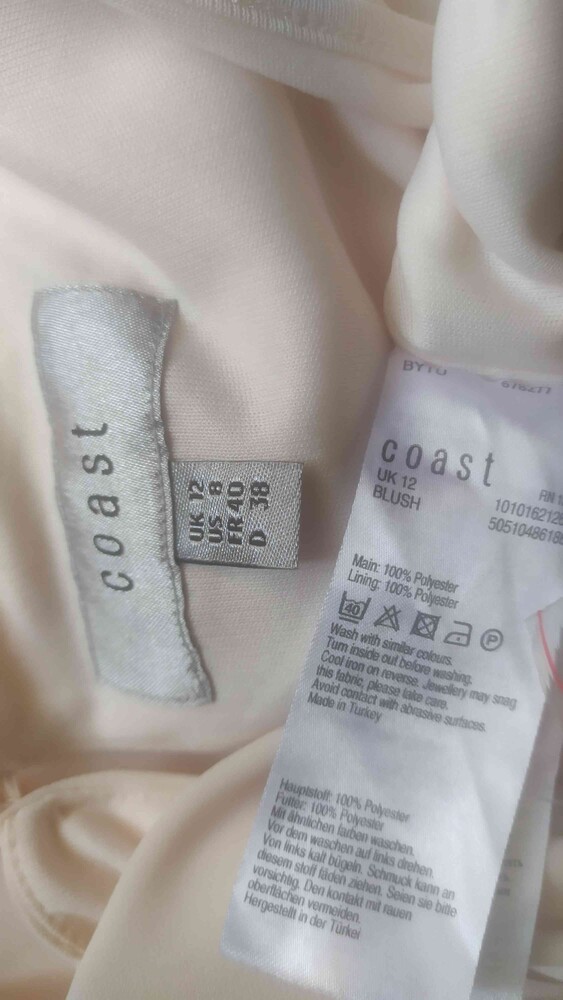 coast
UK 12
US 8
FR 40
D 38
coast
UK 12
BLUSH
Main: 100% Polyester
Lining: 100% Polyester
40
P
Wash with similar colours.
Turn inside out before washing.
Cool iron on reverse. Jewellery may snag
this fabric, please take care.
Avoid contact with abrasive surfaces.
Made in Turkey
Hauptstoff: 100% Polyester
Futter: 100% Polyester
Mit ähnlichen farben waschen.
Vor dem waschen auf links drehen.
Von links kalt bügeln. Schmuck kann an
diesem stoff fäden ziehen. Seien sie bitte
vorsichtig. Den kontakt mit rauen
oberflächen vermeiden.
Hergestellt in der Türkei